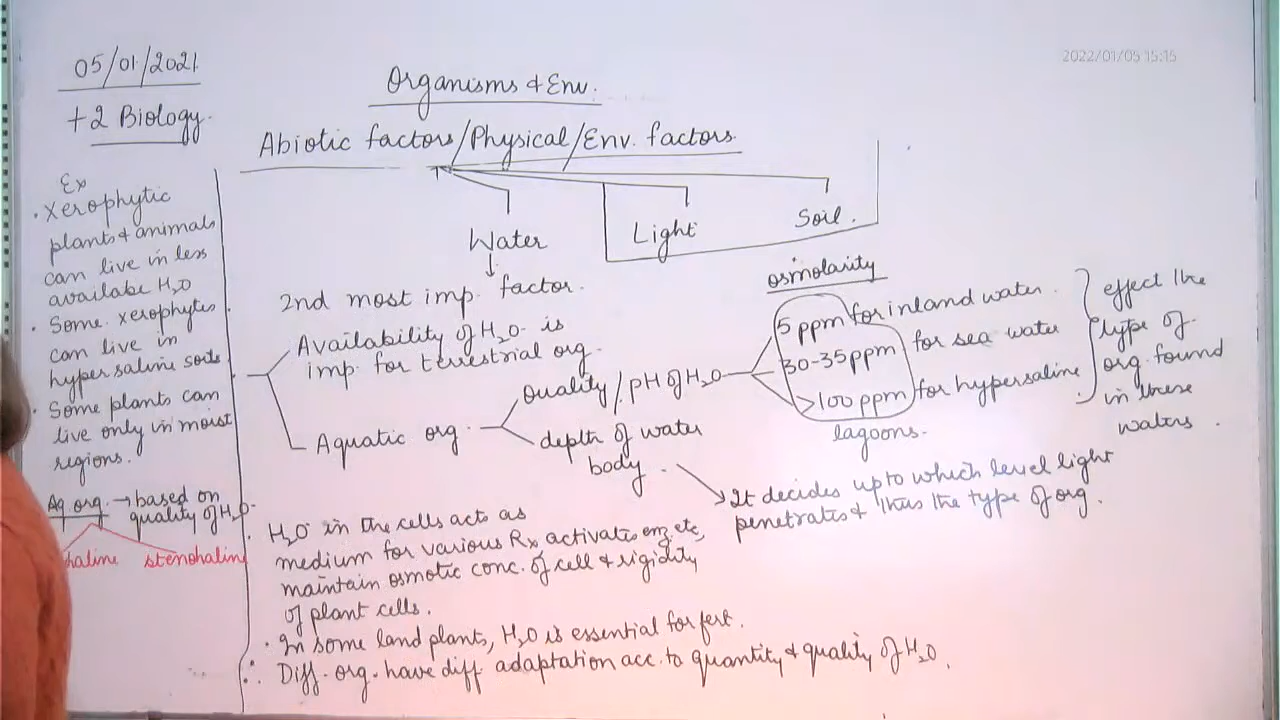 2022/01/05 15:15
05/01/2021
+2 Biology.
Organisms & Env.
Abiotic factors/Physical/Env. factors
Water
Light
Soil.
2nd most imp. factor.
Availability of H2O is
imp. for terrestrial org.
Aquatic org.
Quality / pH of H2O
depth of water
body.
osmolarity
5 ppm for inland water.
30-35ppm for sea water
>100 ppm for hypersaline
lagoons.
effect the
type of
org. found
in these
waters.
It decides upto which level light
penetrates & thus the type of org.
H2O in the cells acts as
medium for various Rx activates enz etc,
maintain osmotic conc. of cell & rigidity
of plant cells.
. In some land plants, H2O is essential for fert.
∴ Diff. org. have diff. adaptation acc. to quantity & quality of H2O.
Ex
. Xerophytic
plants & animals
can live in less
availabe H2O
. Some xerophytes
can live in
hyper saline soils
. Some plants can
live only in moist
regions.
Aq org. → based on
quality of H2O.
haline stenohaline